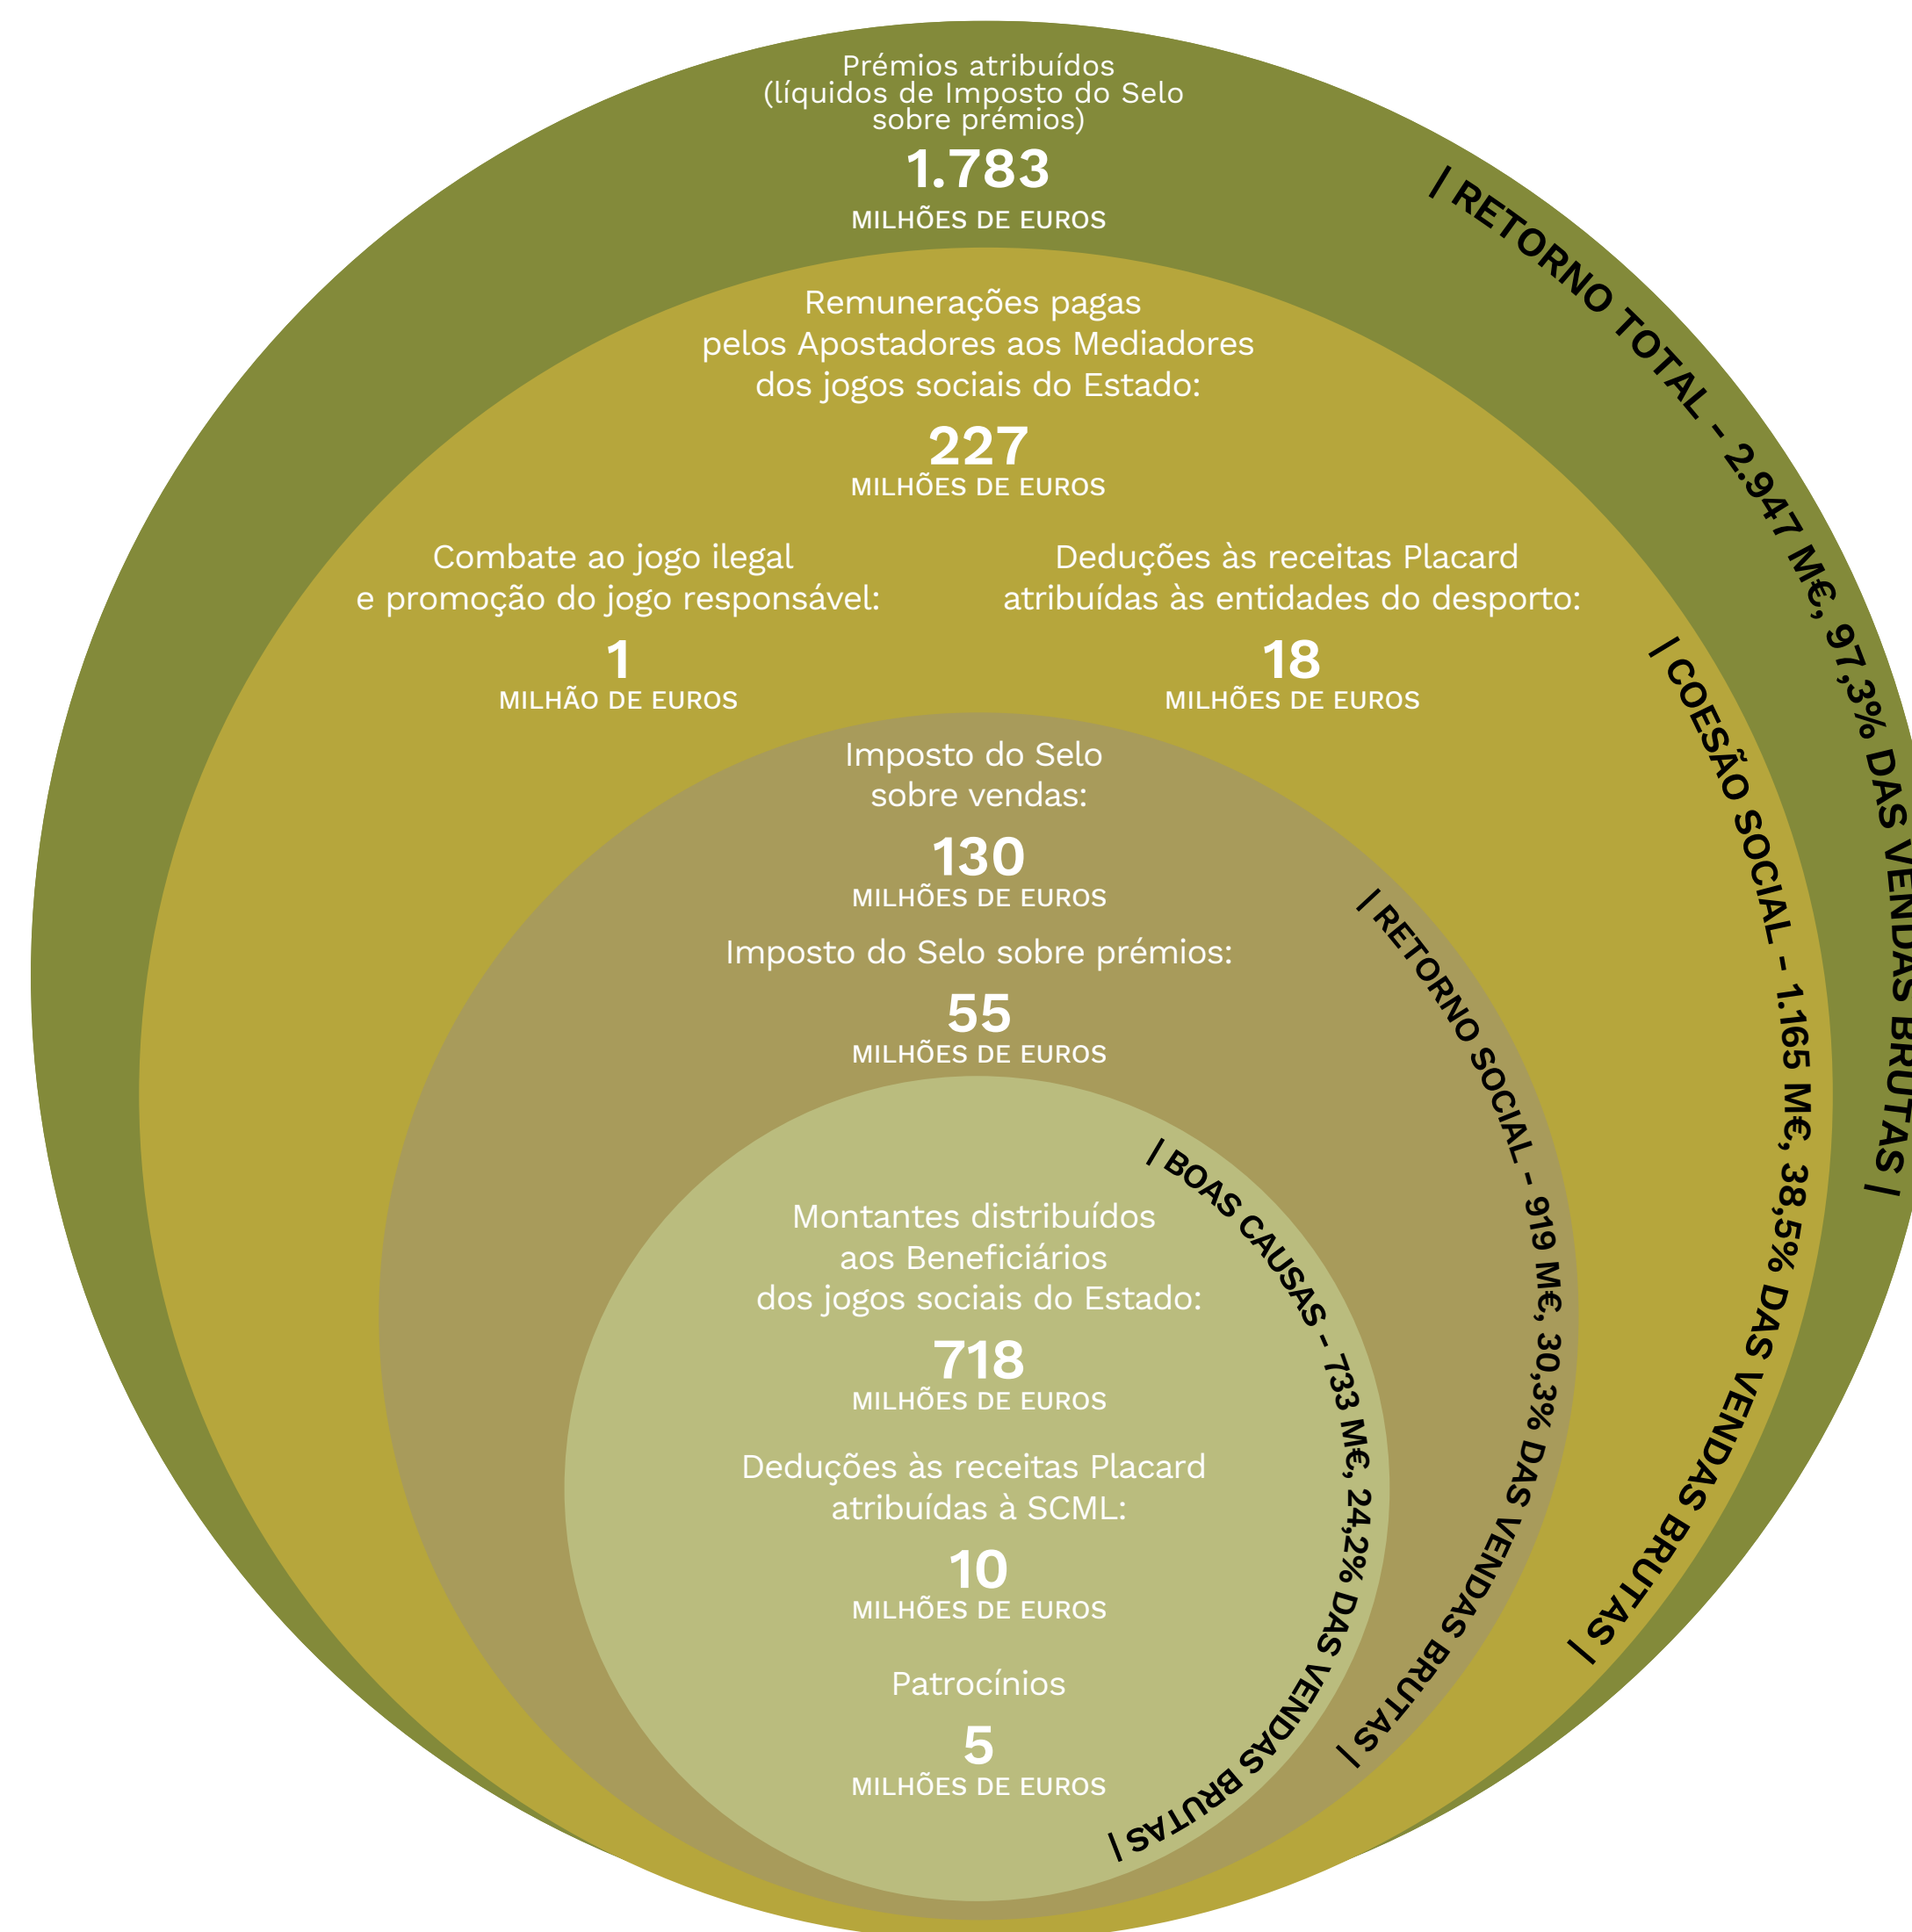 Prémios atribuídos
(líquidos de Imposto do Selo
sobre prémios)
1.783
MILHÕES DE EUROS
| RETORNO TOTAL - 2.947 M€, 97,3% DAS VENDAS BRUTAS |
Remunerações pagas
pelos Apostadores aos Mediadores
dos jogos sociais do Estado:
227
MILHÕES DE EUROS
Combate ao jogo ilegal
e promoção do jogo responsável:
1
MILHÃO DE EUROS
Deduções às receitas Placard
atribuídas às entidades do desporto:
18
MILHÕES DE EUROS
| COESÃO SOCIAL - 1.165 M€, 38,5% DAS VENDAS BRUTAS |
Imposto do Selo
sobre vendas:
130
MILHÕES DE EUROS
Imposto do Selo sobre prémios:
55
MILHÕES DE EUROS
| RETORNO SOCIAL - 919 M€, 30,3% DAS VENDAS BRUTAS |
Montantes distribuídos
aos Beneficiários
dos jogos sociais do Estado:
718
MILHÕES DE EUROS
Deduções às receitas Placard
atribuídas à SCML:
10
MILHÕES DE EUROS
Patrocínios
5
MILHÕES DE EUROS
| BOAS CAUSAS - 733 M€, 24,2% DAS VENDAS BRUTAS |